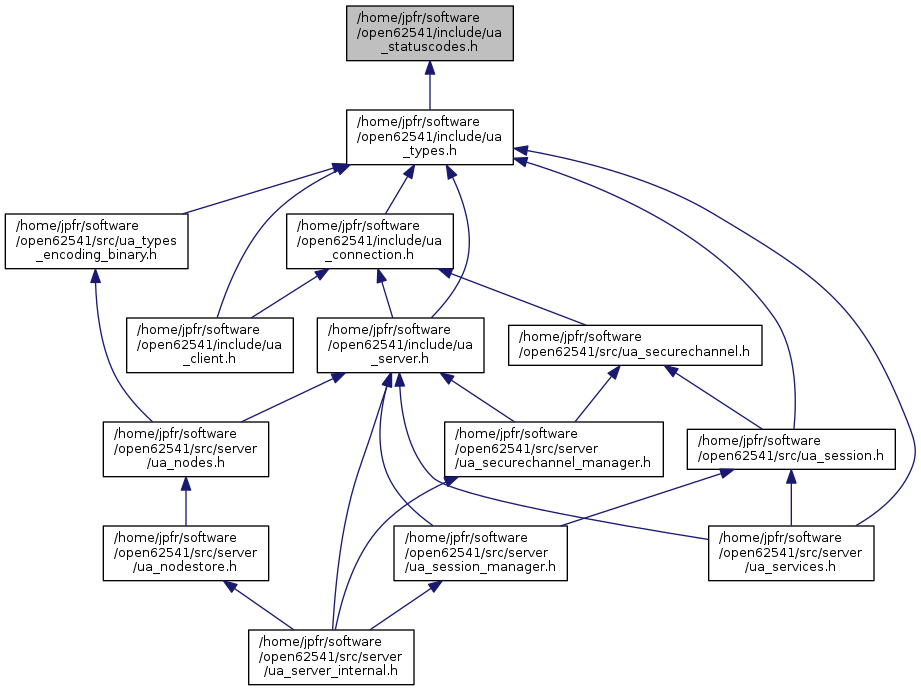 /home/jpfr/software
/open62541/include/ua
_statuscodes.h
/home/jpfr/software
/open62541/include/ua
_types.h
/home/jpfr/software
/open62541/src/ua_types
_encoding_binary.h
/home/jpfr/software
/open62541/include/ua
_connection.h
/home/jpfr/software
/open62541/include/ua
_client.h
/home/jpfr/software
/open62541/include/ua
_server.h
/home/jpfr/software
/open62541/src/ua_securechannel.h
/home/jpfr/software
/open62541/src/server
/ua_nodes.h
/home/jpfr/software
/open62541/src/server
/ua_securechannel_manager.h
/home/jpfr/software
/open62541/src/ua_session.h
/home/jpfr/software
/open62541/src/server
/ua_nodestore.h
/home/jpfr/software
/open62541/src/server
/ua_session_manager.h
/home/jpfr/software
/open62541/src/server
/ua_services.h
/home/jpfr/software
/open62541/src/server
/ua_server_internal.h